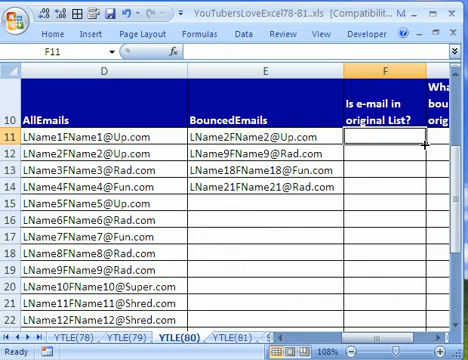 YouTubersLoveExcel78-81...xls [Compatibilit...
Home Insert Page Layout Formulas Data Review View Developer
F11 fx
D E F
10 AllEmails BouncedEmails Is e-mail in original List? Wha bou orig
11 LName1FName1@Up.com LName2FName2@Up.com
12 LName2FName2@Up.com LName9FName9@Rad.com
13 LName3FName3@Rad.com LName18FName18@Fun.com
14 LName4FName4@Fun.com LName21FName21@Rad.com
15 LName5FName5@Up.com
16 LName6FName6@Rad.com
17 LName7FName7@Fun.com
18 LName8FName8@Rad.com
19 LName9FName9@Rad.com
20 LName10FName10@Super.com
21 LName11FName11@Shred.com
22 LName12FName12@Shred.com
YTLE(78) YTLE(79) YTLE(80) YTLE(81)
Ready 108%